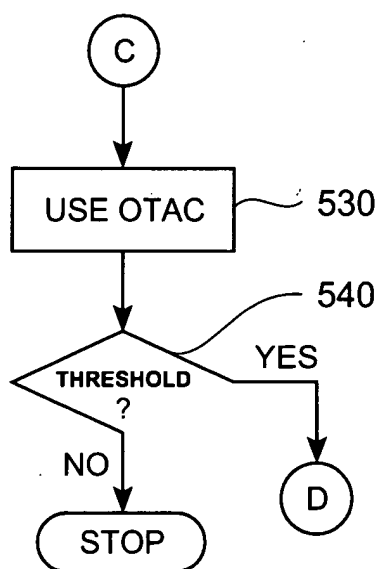 C
USE OTAC
530
540
THRESHOLD
?
YES
NO
D
STOP